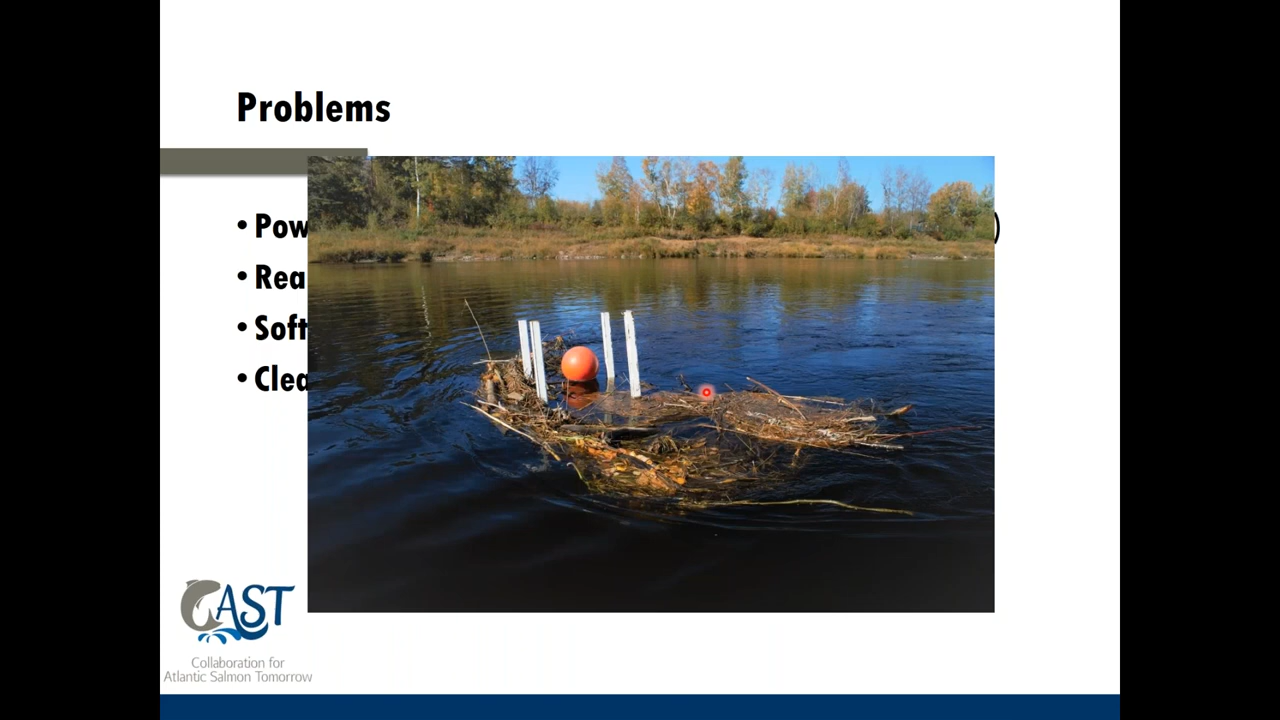 Problems
• Pow )
• Rea
• Soft
• Clea
CAST
Collaboration for
Atlantic Salmon Tomorrow